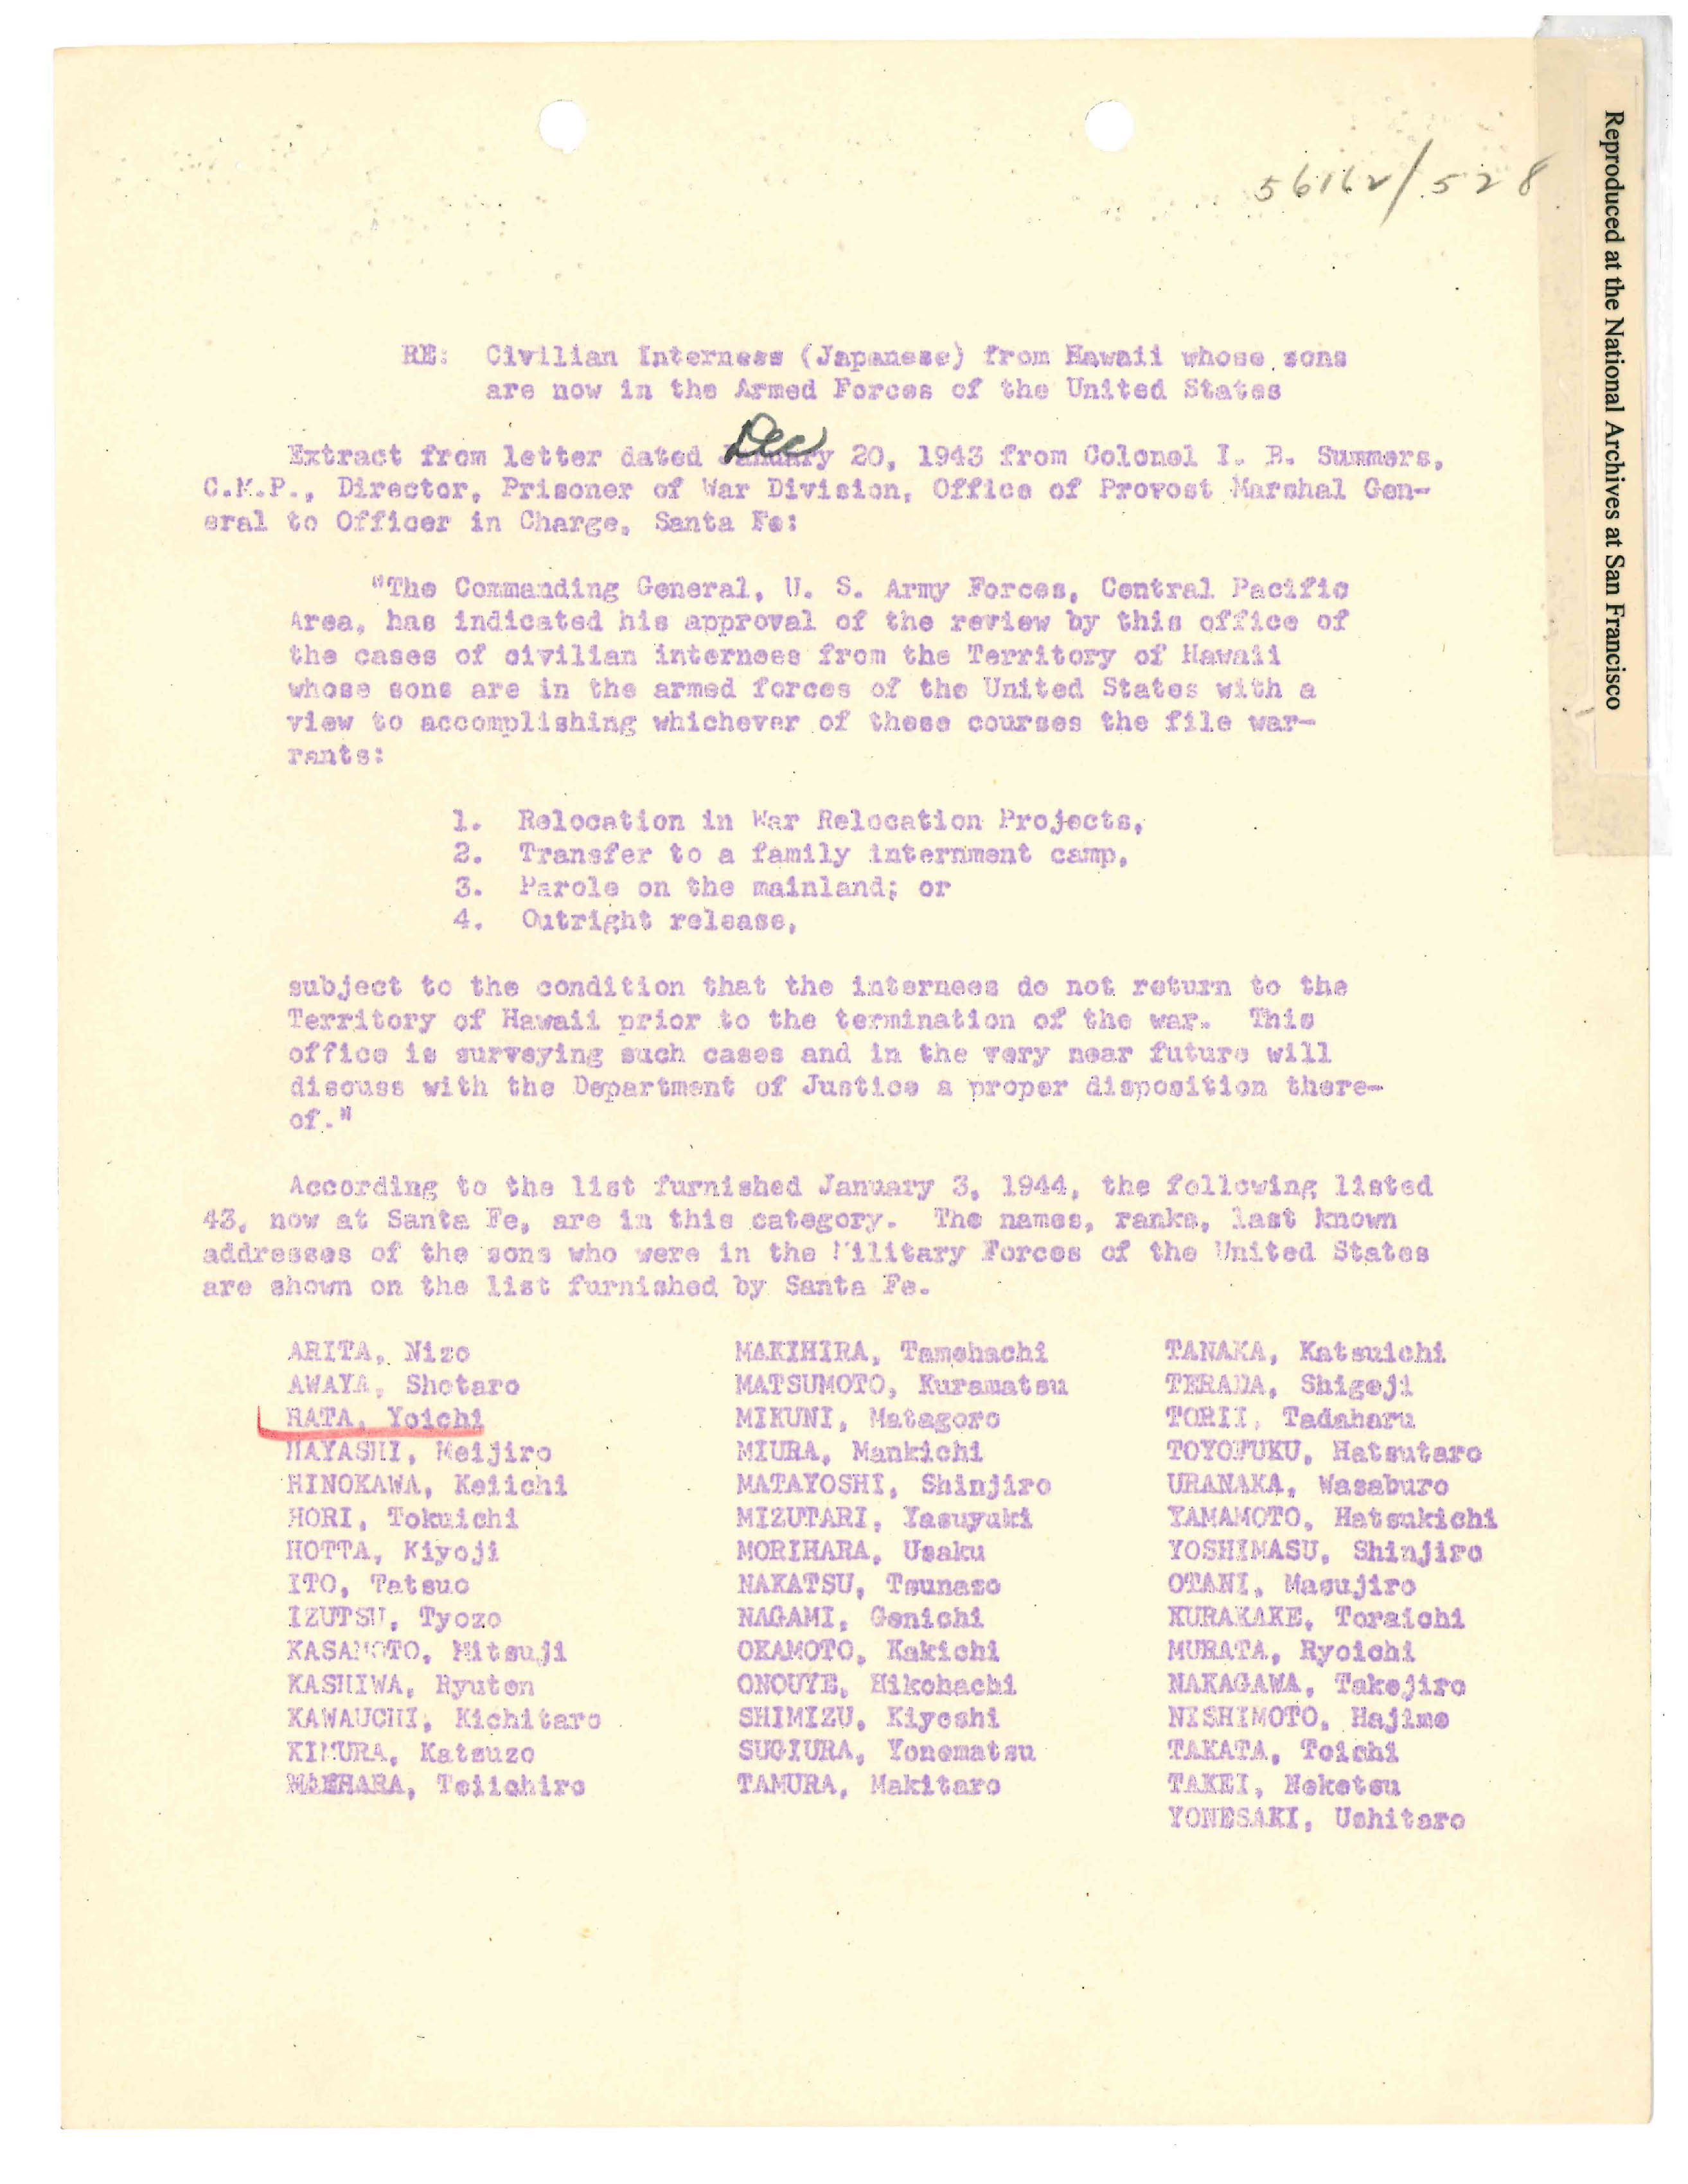 56162/528
Reproduced at the National Archives at San Francisco
RE: Civilian Interness (Japanese) from Hawaii whose sons
are now in the Armed Forces of the United States
Dec
Extract from letter dated January 20, 1943 from Colonel I. B. Summers,
C.M.P., Director, Prisoner of War Division, Office of Provost Marshal Gen-
eral to Officer in Charge, Santa Fe:
"The Commanding General, U. S. Army Forces, Central Pacific
Area, has indicated his approval of the review by this office of
the cases of civilian internees from the Territory of Hawaii
whose sons are in the armed forces of the United States with a
view to accomplishing whichever of these courses the file war-
rants:
1. Relocation in War Relocation Projects,
2. Transfer to a family internment camp,
3. Parole on the mainland; or
4. Outright release,
subject to the condition that the internees do not return to the
Territory of Hawaii prior to the termination of the war. This
office is surveying such cases and in the very near future will
discuss with the Department of Justice a proper disposition there-
of."
According to the list furnished January 3, 1944, the following listed
43, now at Santa Fe, are in this category. The names, ranks, last known
addresses of the sons who were in the Military Forces of the United States
are shown on the list furnished by Santa Fe.
ARITA, Nizo
AWAYA, Shotaro
HATA, Yoichi
HAYASHI, Meijiro
HINOKAWA, Keiichi
HORI, Tokuichi
HOTTA, Kiyoji
ITO, Tatsuo
IZUTSU, Tyozo
KASAMOTO, Mitsuji
KASHIWA, Ryuten
KAWAUCHI, Kichitaro
KIMURA, Katsuzo
MAEHARA, Teiichiro
MAKIHIRA, Tamehachi
MATSUMOTO, Kuramatsu
MIKUNI, Matagoro
MIURA, Mankichi
MATAYOSHI, Shinjiro
MIZUTARI, Yasuyuki
MORIHARA, Usaku
NAKATSU, Tsunazo
NAGAMI, Genichi
OKAMOTO, Kakichi
ONOUYE, Hikohachi
SHIMIZU, Kiyoshi
SUGIURA, Yonematsu
TAMURA, Makitaro
TANAKA, Katsuichi
TERADA, Shigeji
TORII, Tadaharu
TOYOFUKU, Hatsutaro
URANAKA, Wasaburo
YAMAMOTO, Hatsukichi
YOSHIMASU, Shinjiro
OTANI, Masujiro
KURAKAKE, Toraichi
MURATA, Ryoichi
NAKAGAWA, Takejiro
NISHIMOTO, Hajime
TAKATA, Toichi
TAKEI, Neketsu
YONESAKI, Ushitaro